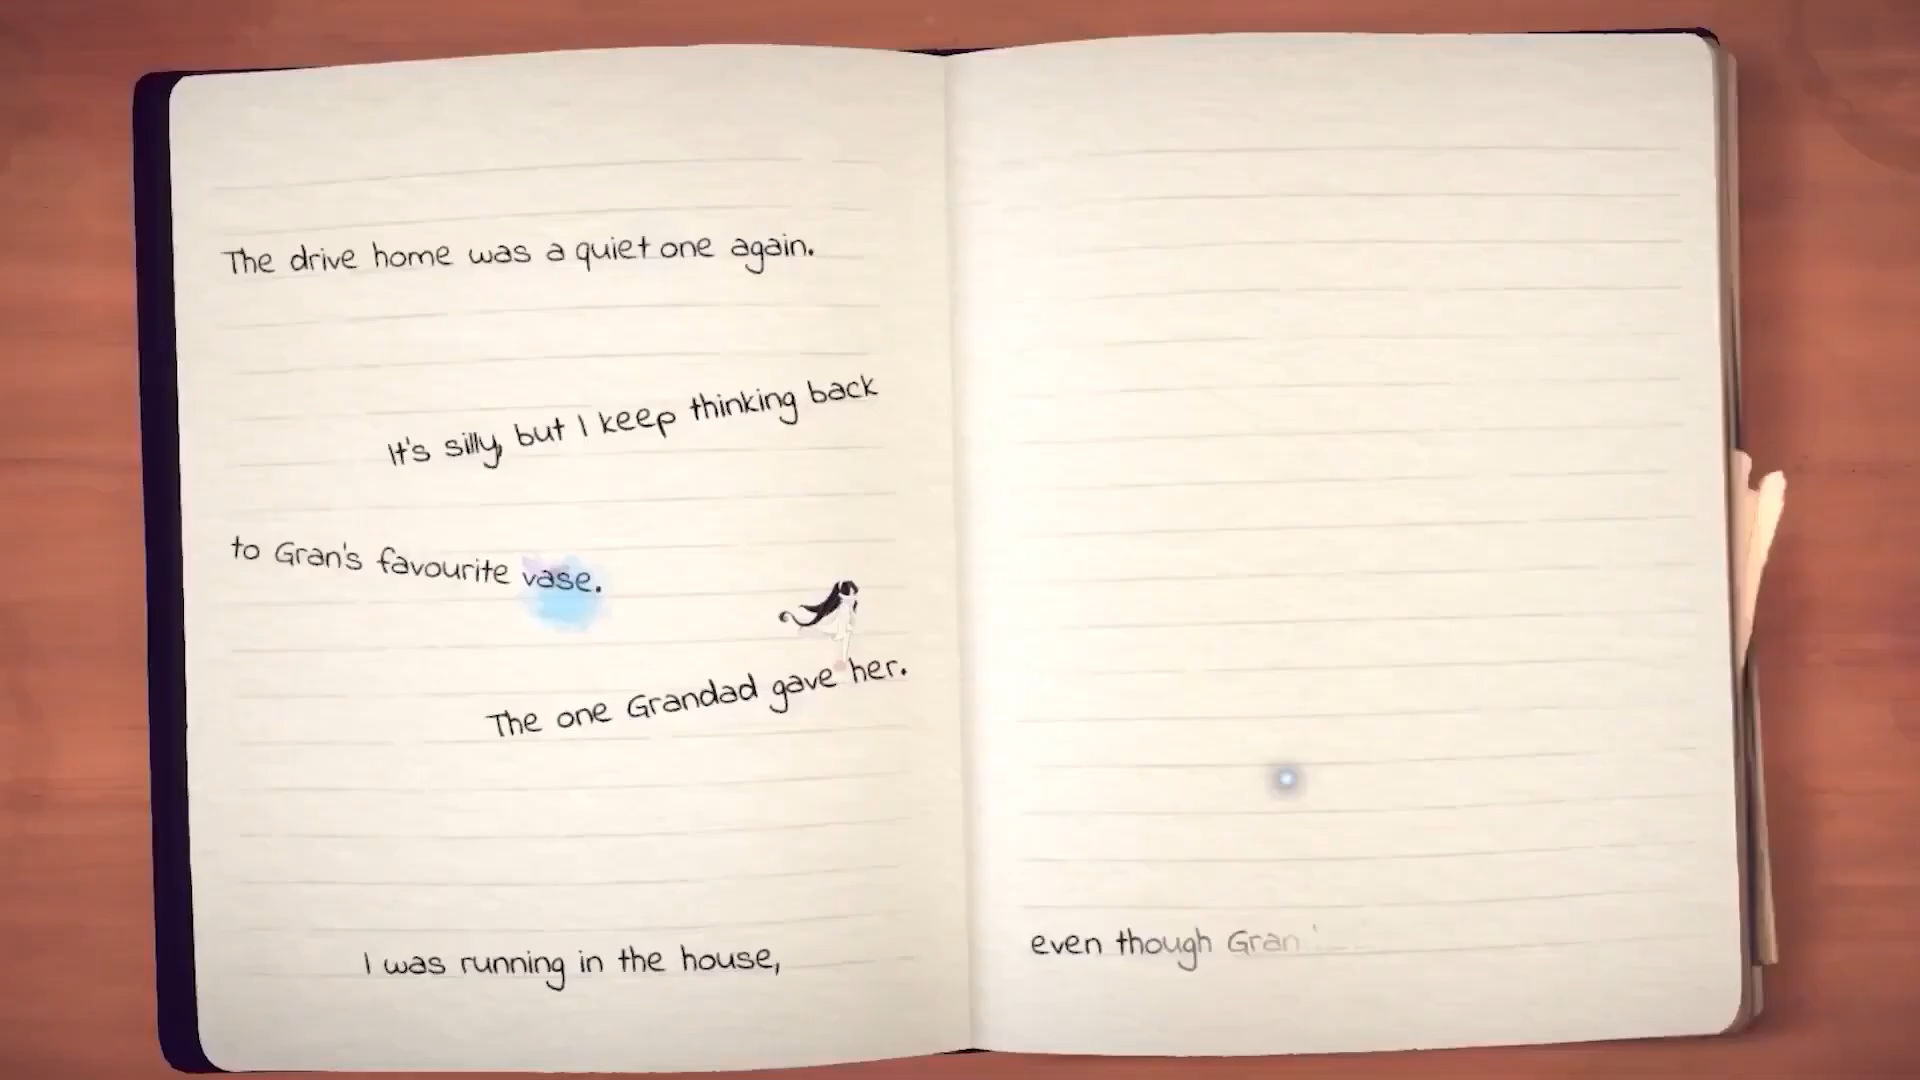 The drive home was a quiet one again.
It's silly, but I keep thinking back
to Gran's favourite vase.
The one Grandad gave her.
I was running in the house,
even though Gran